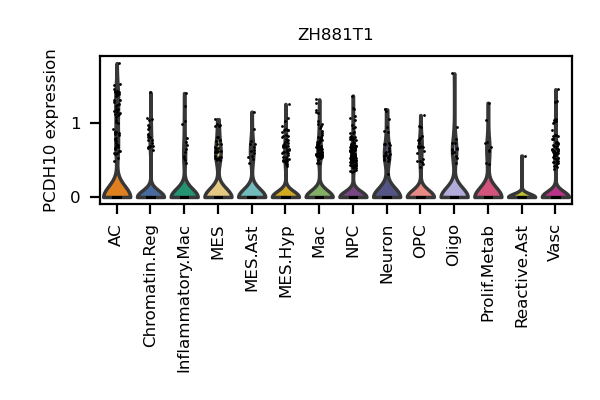 ZH881T1
PCDH10 expression
1
0
AC
Chromatin.Reg
Inflammatory.Mac
MES
MES.Ast
MES.Hyp
Mac
NPC
Neuron
OPC
Oligo
Prolif.Metab
Reactive.Ast
Vasc